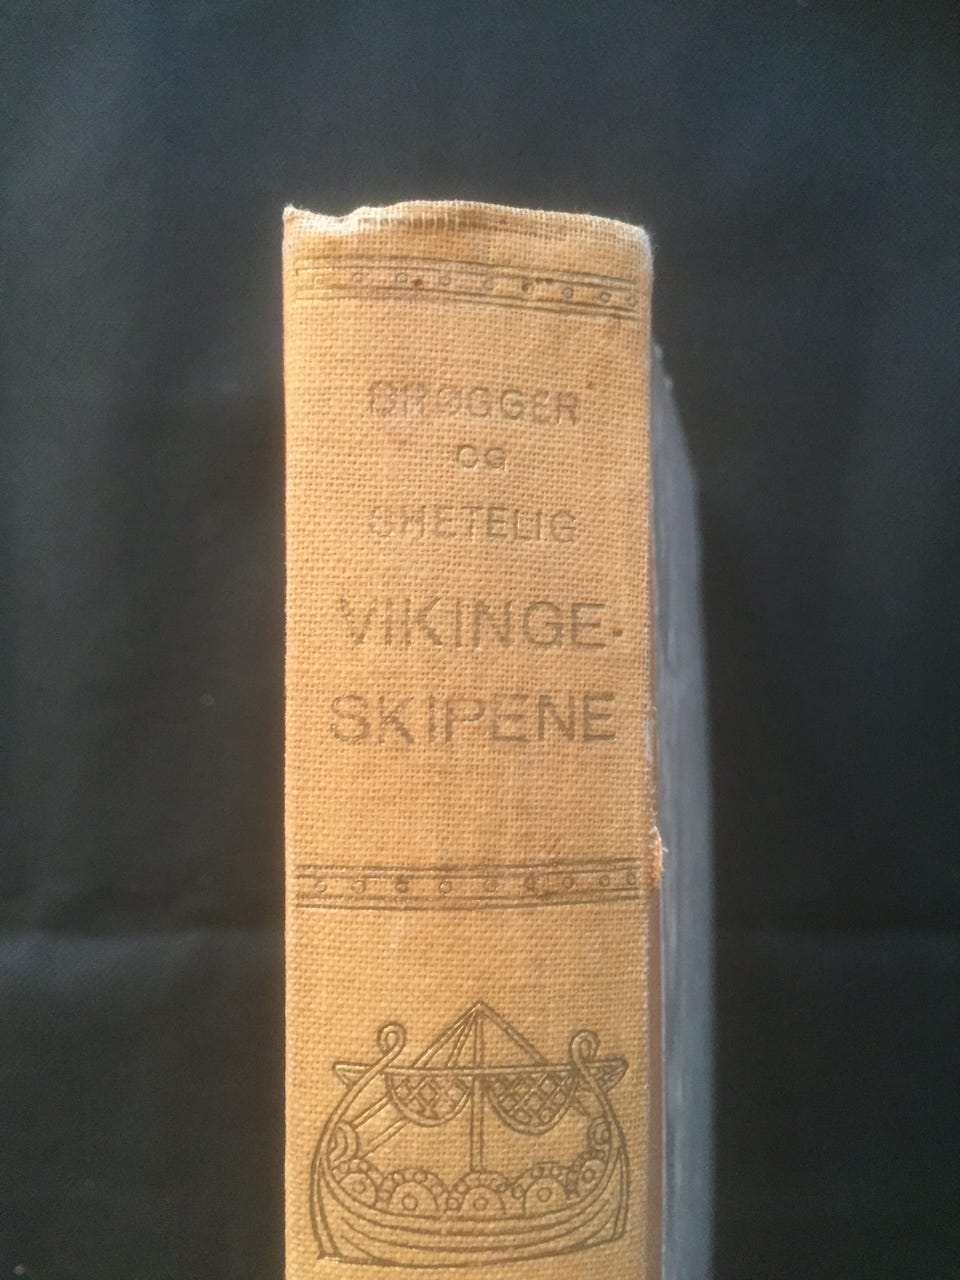 BRØGGER
OG
SHETELIG
VIKINGE-
SKIPENE